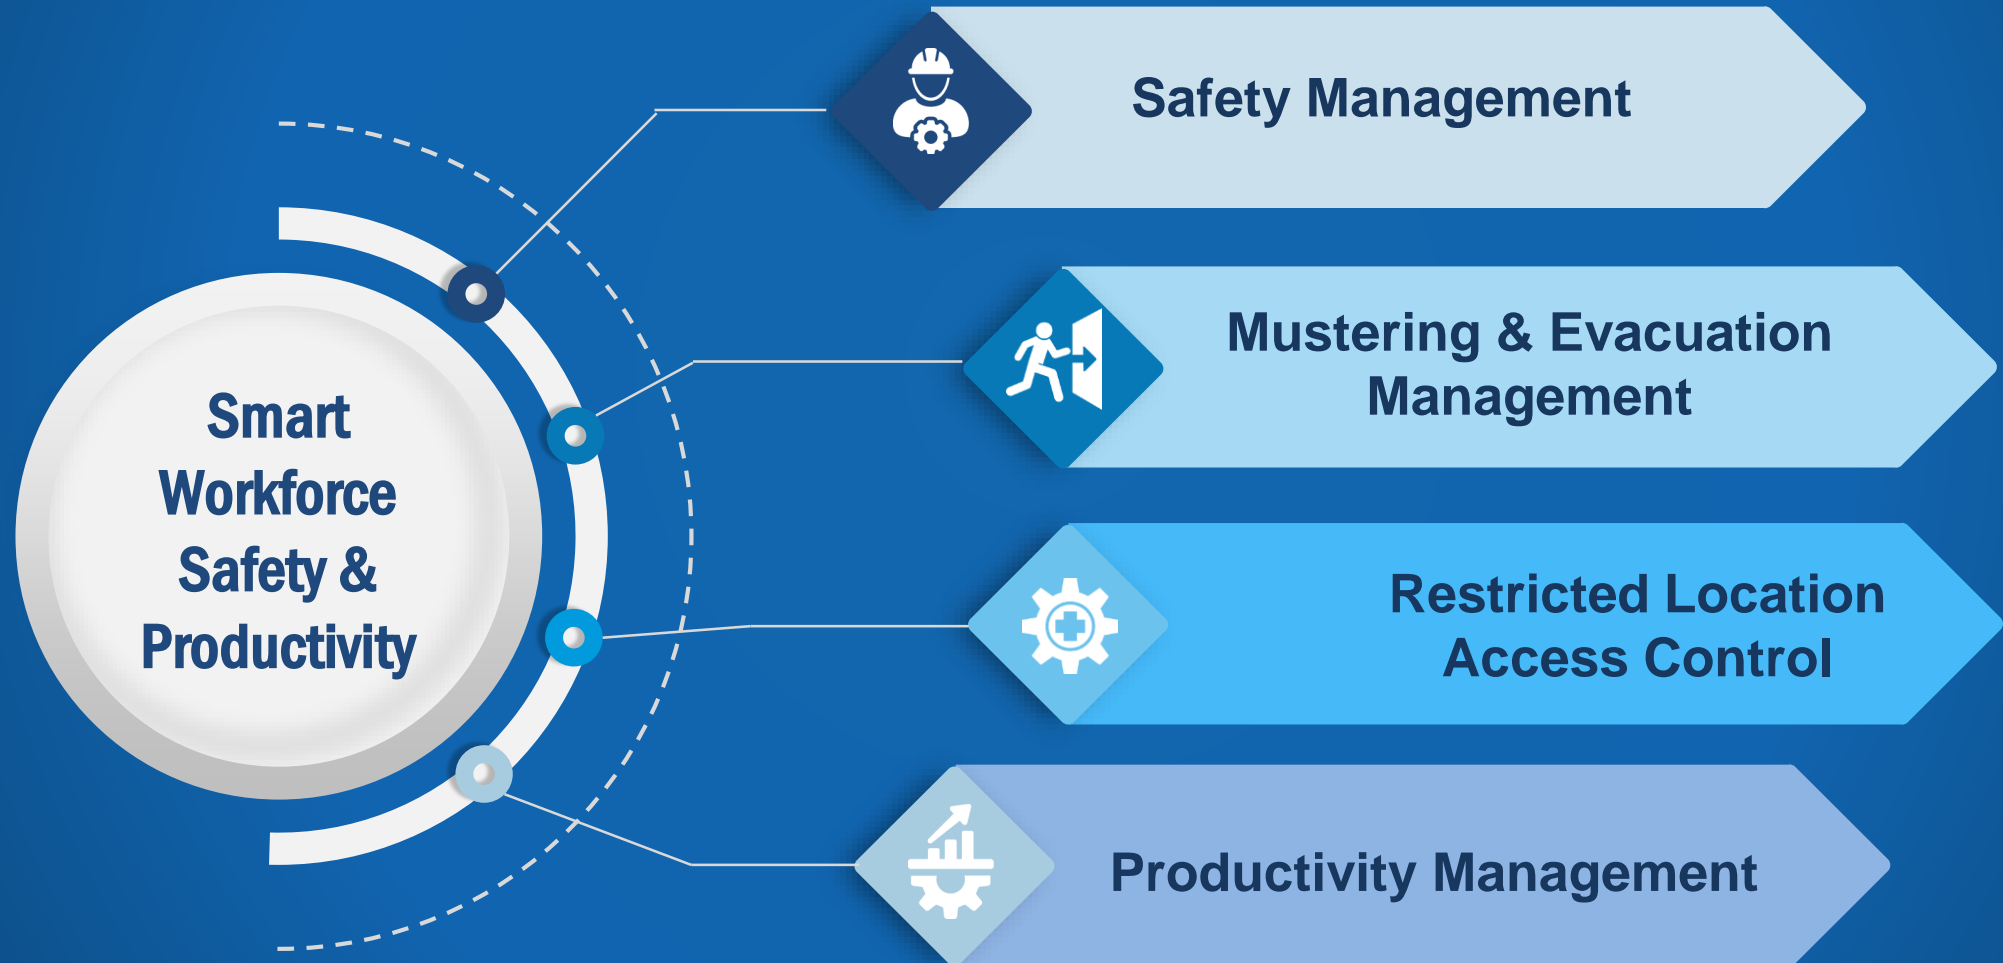 Smart
Workforce
Safety &
Productivity
Safety Management
Mustering & Evacuation
Management
Restricted Location
Access Control
Productivity Management